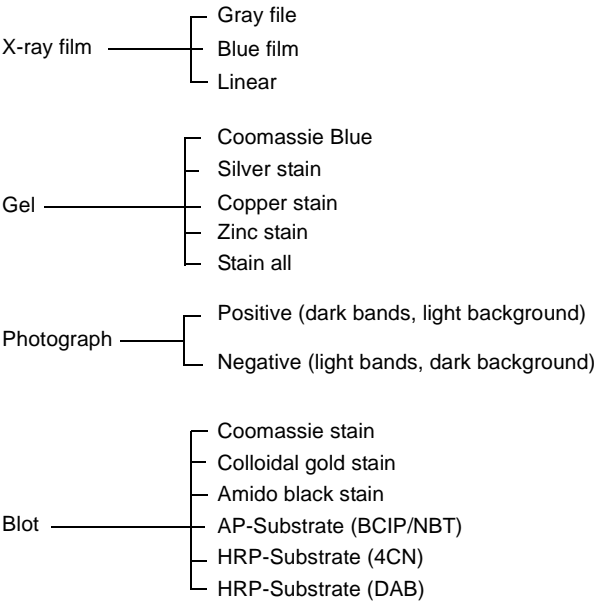 X-ray film
Gray file
Blue film
Linear
Gel
Coomassie Blue
Silver stain
Copper stain
Zinc stain
Stain all
Photograph
Positive (dark bands, light background)
Negative (light bands, dark background)
Blot
Coomassie stain
Colloidal gold stain
Amido black stain
AP-Substrate (BCIP/NBT)
HRP-Substrate (4CN)
HRP-Substrate (DAB)